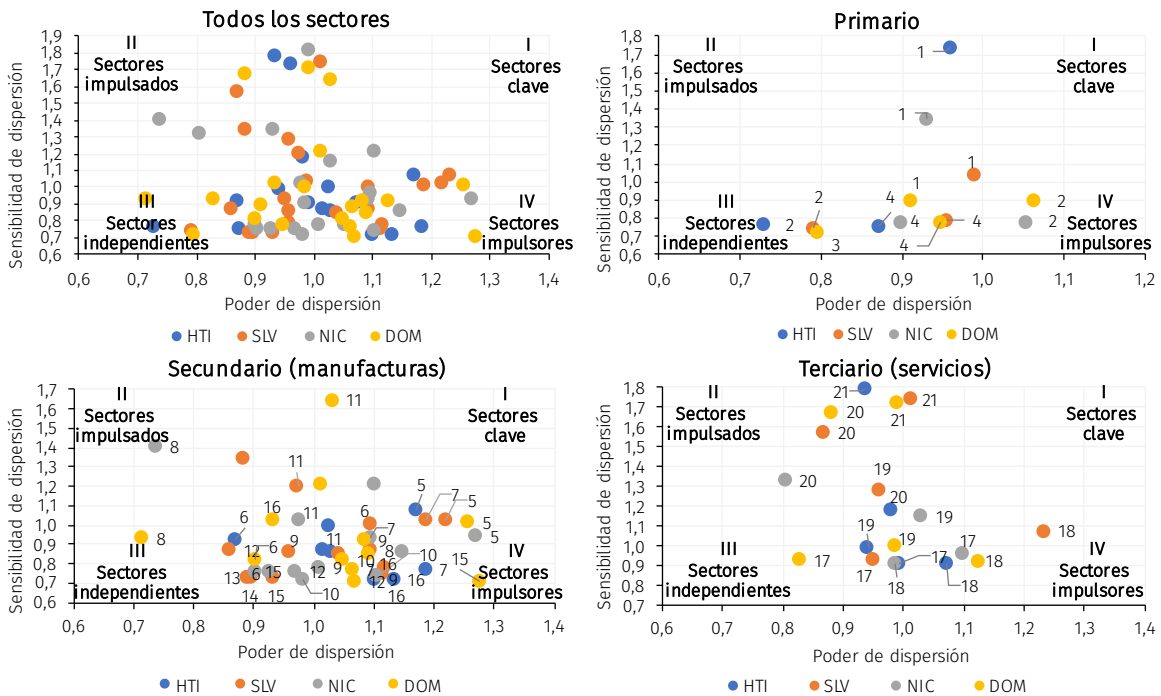 Todos los sectores
Sensibilidad de dispersión
1,9
1,8
1,7
1,6
1,5
1,4
1,3
1,2
1,1
1,0
0,9
0,8
0,7
0,6
II
Sectores
impulsados
I
Sectores
clave
III
Sectores
independientes
IV
Sectores
impulsores
0,6 0,7 0,8 0,9 1,0 1,1 1,2 1,3 1,4
Poder de dispersión
HTI SLV NIC DOM
Primario
Sensibilidad de dispersión
1,8
1,7
1,6
1,5
1,4
1,3
1,2
1,1
1,0
0,9
0,8
0,7
0,6
II
Sectores
impulsados
I
Sectores
clave
1
1
1
1
2
4
2
2
2
4
4
4
3
III
Sectores
independientes
IV
Sectores
impulsores
0,6 0,7 0,8 0,9 1,0 1,1 1,2
Poder de dispersión
HTI SLV NIC DOM
Secundario (manufacturas)
Sensibilidad de dispersión
1,7
1,6
1,5
1,4
1,3
1,2
1,1
1,0
0,9
0,8
0,7
0,6
II
Sectores
impulsados
I
Sectores
clave
11
8
11
5
7
5
16
6
11
6
7
5
8
12
6
9
11
9
8
10
15
13
6
15
12
9
10
6
7
14
15
10
12
9
16
16
III
Sectores
independientes
IV
Sectores
impulsores
0,6 0,7 0,8 0,9 1,0 1,1 1,2 1,3 1,4
Poder de dispersión
HTI SLV NIC DOM
Terciario (servicios)
Sensibilidad de dispersión
1,8
1,7
1,6
1,5
1,4
1,3
1,2
1,1
1,0
0,9
0,8
0,7
II
Sectores
impulsados
I
Sectores
clave
21
21
20
21
20
20
19
20
19
19
18
19
17
17
17
17
18
18
III
Sectores
independientes
IV
Sectores
impulsores
0,6 0,7 0,8 0,9 1,0 1,1 1,2 1,3 1,4
Poder de dispersión
HTI SLV NIC DOM